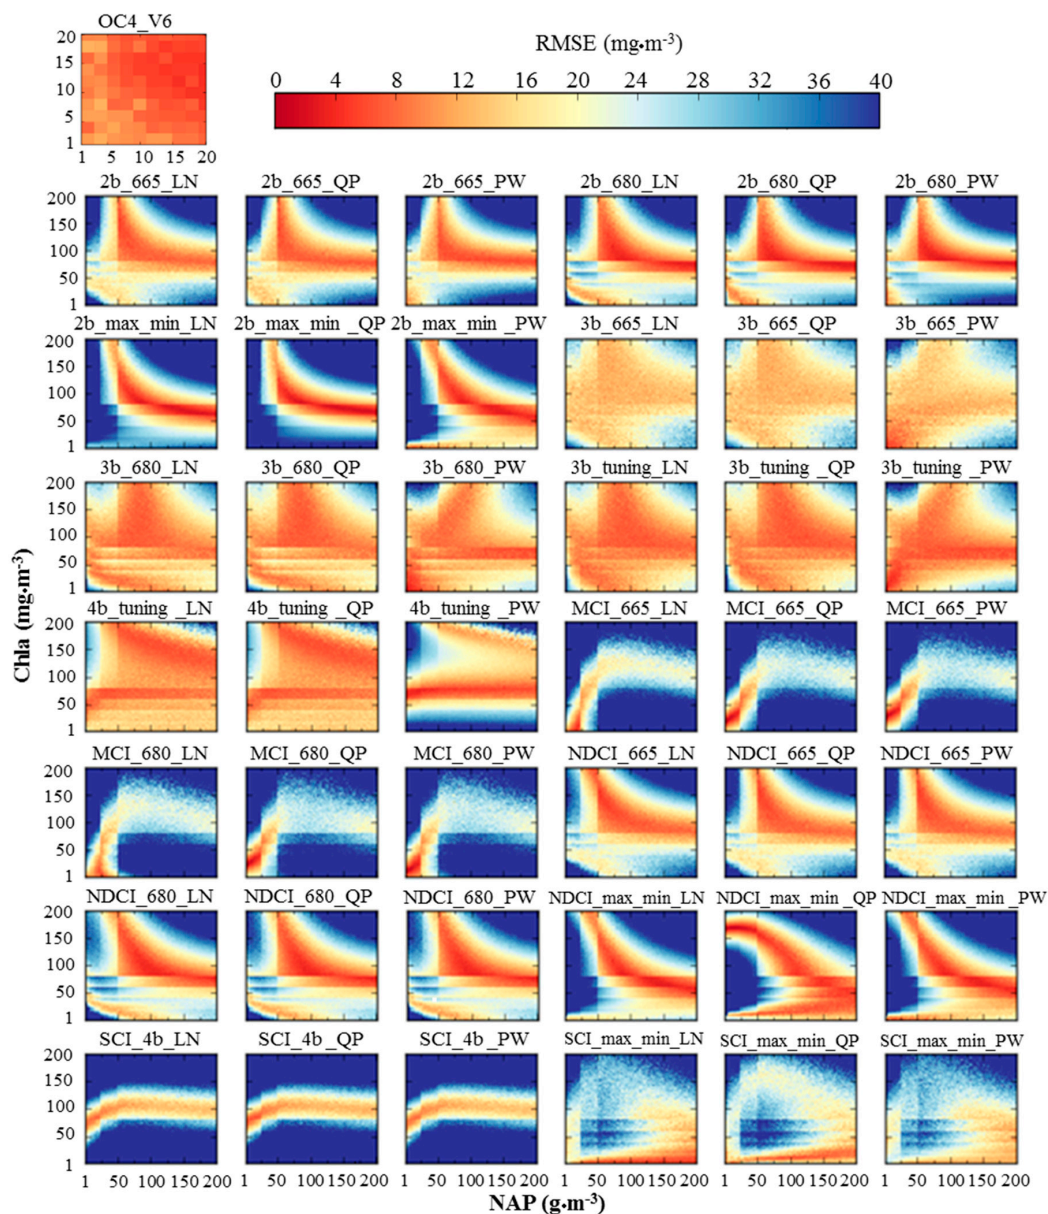 OC4_V6
20
15
10
5
1
1 5 10 15 20
RMSE (mg•m-3)
0 4 8 12 16 20 24 28 32 36 40
2b_665_LN 2b_665_QP 2b_665_PW 2b_680_LN 2b_680_QP 2b_680_PW
200
150
100
50
1
2b_max_min_LN 2b_max_min _QP 2b_max_min _PW 3b_665_LN 3b_665_QP 3b_665_PW
200
150
100
50
1
3b_680_LN 3b_680_QP 3b_680_PW 3b_tuning_LN 3b_tuning _QP 3b_tuning _PW
200
150
100
50
1
Chla (mg•m-3)
4b_tuning _LN 4b_tuning _QP 4b_tuning _PW MCI_665_LN MCI_665_QP MCI_665_PW
200
150
100
50
1
MCI_680_LN MCI_680_QP MCI_680_PW NDCI_665_LN NDCI_665_QP NDCI_665_PW
200
150
100
50
1
NDCI_680_LN NDCI_680_QP NDCI_680_PW NDCI_max_min_LN NDCI_max_min _QP NDCI_max_min _PW
200
150
100
50
1
SCI_4b_LN SCI_4b_QP SCI_4b_PW SCI_max_min_LN SCI_max_min_QP SCI_max_min_PW
200
150
100
50
1
1 50 100 150 200 1 50 100 150 200 1 50 100 150 200 1 50 100 150 200 1 50 100 150 200 1 50 100 150 200
NAP (g•m-3)